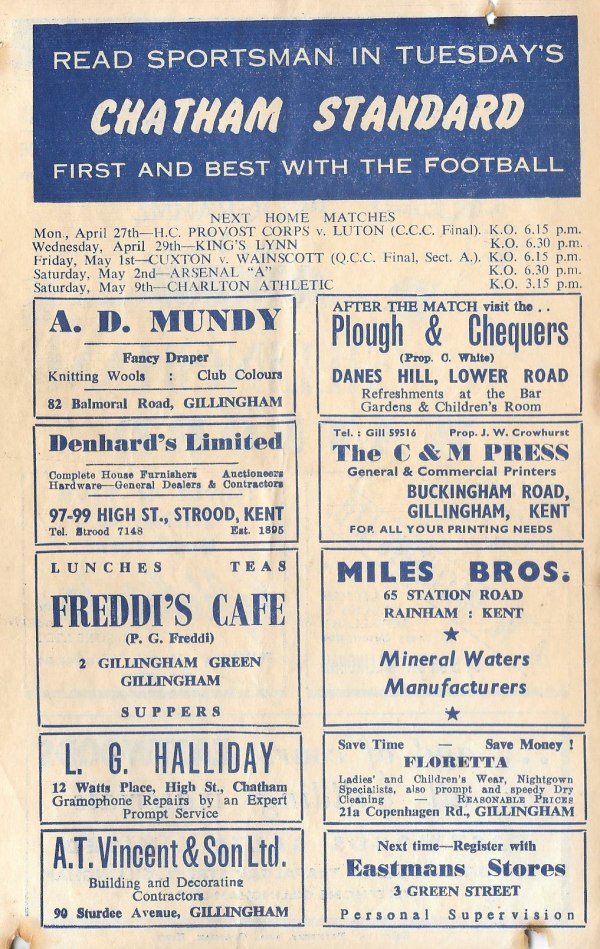 READ SPORTSMAN IN TUESDAY'S
CHATHAM STANDARD
FIRST AND BEST WITH THE FOOTBALL
NEXT HOME MATCHES
Mon., April 27th—H.C. PROVOST CORPS v. LUTON (C.C.C. Final). K.O. 6.15 p.m.
Wednesday, April 29th—KING'S LYNN K.O. 6.30 p.m.
Friday, May 1st—CUXTON v. WAINSCOTT (Q.C.C. Final, Sect. A.). K.O. 6.15 p.m.
Saturday, May 2nd—ARSENAL "A" K.O. 6.30 p.m.
Saturday, May 9th—CHARLTON ATHLETIC K.O. 3.15 p.m.
A. D. MUNDY
Fancy Draper
Knitting Wools : Club Colours
82 Balmoral Road, GILLINGHAM
AFTER THE MATCH visit the . .
Plough & Chequers
(Prop. C. White)
DANES HILL, LOWER ROAD
Refreshments at the Bar
Gardens & Children's Room
Denhard's Limited
Complete House Furnishers Auctioneers
Hardware—General Dealers & Contractors
97-99 HIGH ST., STROOD, KENT
Tel. Strood 7148 Est. 1895
Tel. : Gill 59516 Prop. J. W. Crowhurst
The C & M PRESS
General & Commercial Printers
BUCKINGHAM ROAD,
GILLINGHAM, KENT
FOR ALL YOUR PRINTING NEEDS
LUNCHES TEAS
FREDDI'S CAFE
(P. G. Freddi)
2 GILLINGHAM GREEN
GILLINGHAM
SUPPERS
MILES BROS.
65 STATION ROAD
RAINHAM : KENT
Mineral Waters
Manufacturers
L. G. HALLIDAY
12 Watts Place, High St., Chatham
Gramophone Repairs by an Expert
Prompt Service
Save Time — Save Money !
FLORETTA
Ladies' and Children's Wear, Nightgown
Specialists, also prompt and speedy Dry
Cleaning — REASONABLE PRICES
21a Copenhagen Rd., GILLINGHAM
A.T. Vincent & Son Ltd.
Building and Decorating
Contractors
90 Sturdee Avenue, GILLINGHAM
Next time—Register with
Eastmans Stores
3 GREEN STREET
Personal Supervision